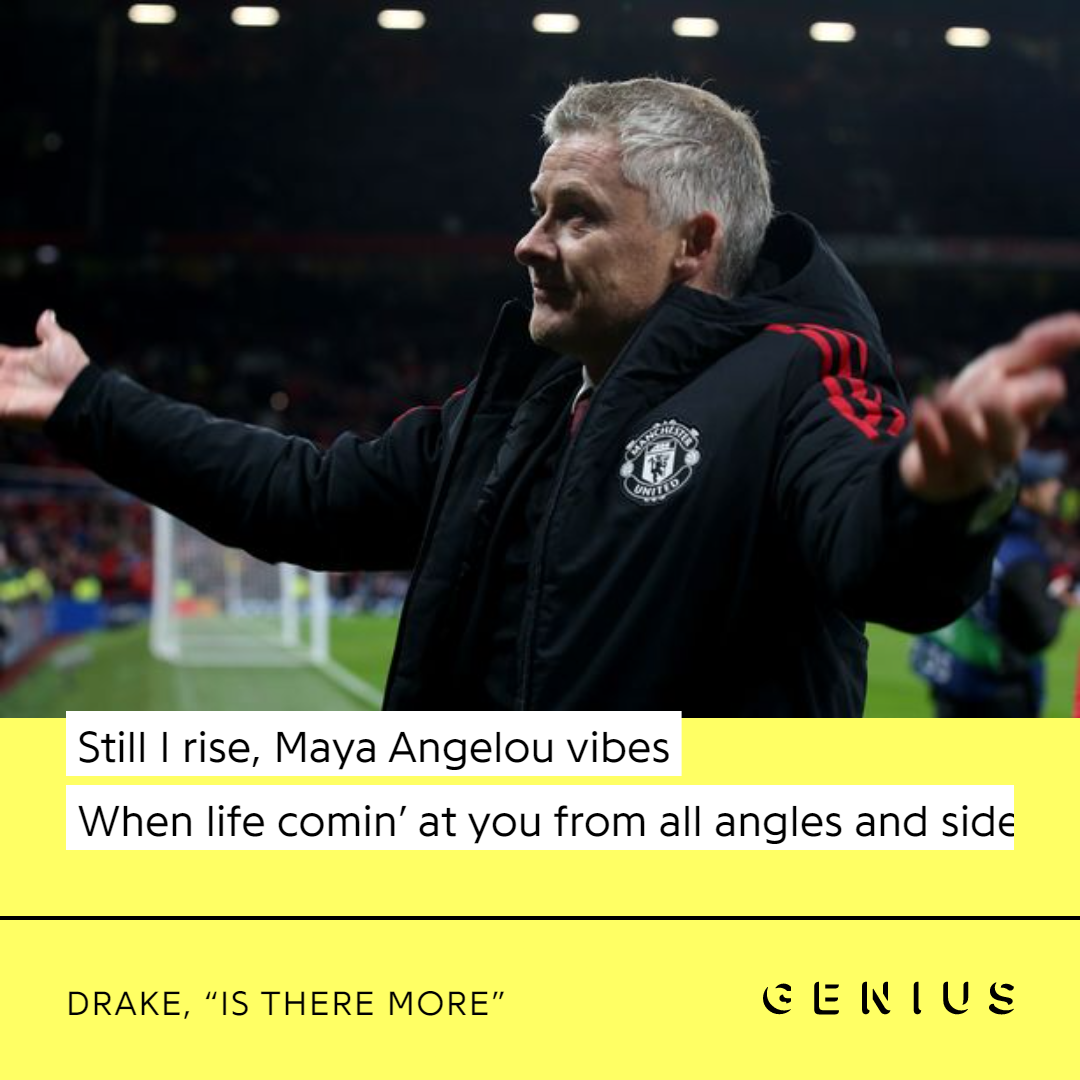 MANCHESTER
UNITED
Still I rise, Maya Angelou vibes
When life comin’ at you from all angles and side
DRAKE, “IS THERE MORE”
GENIUS